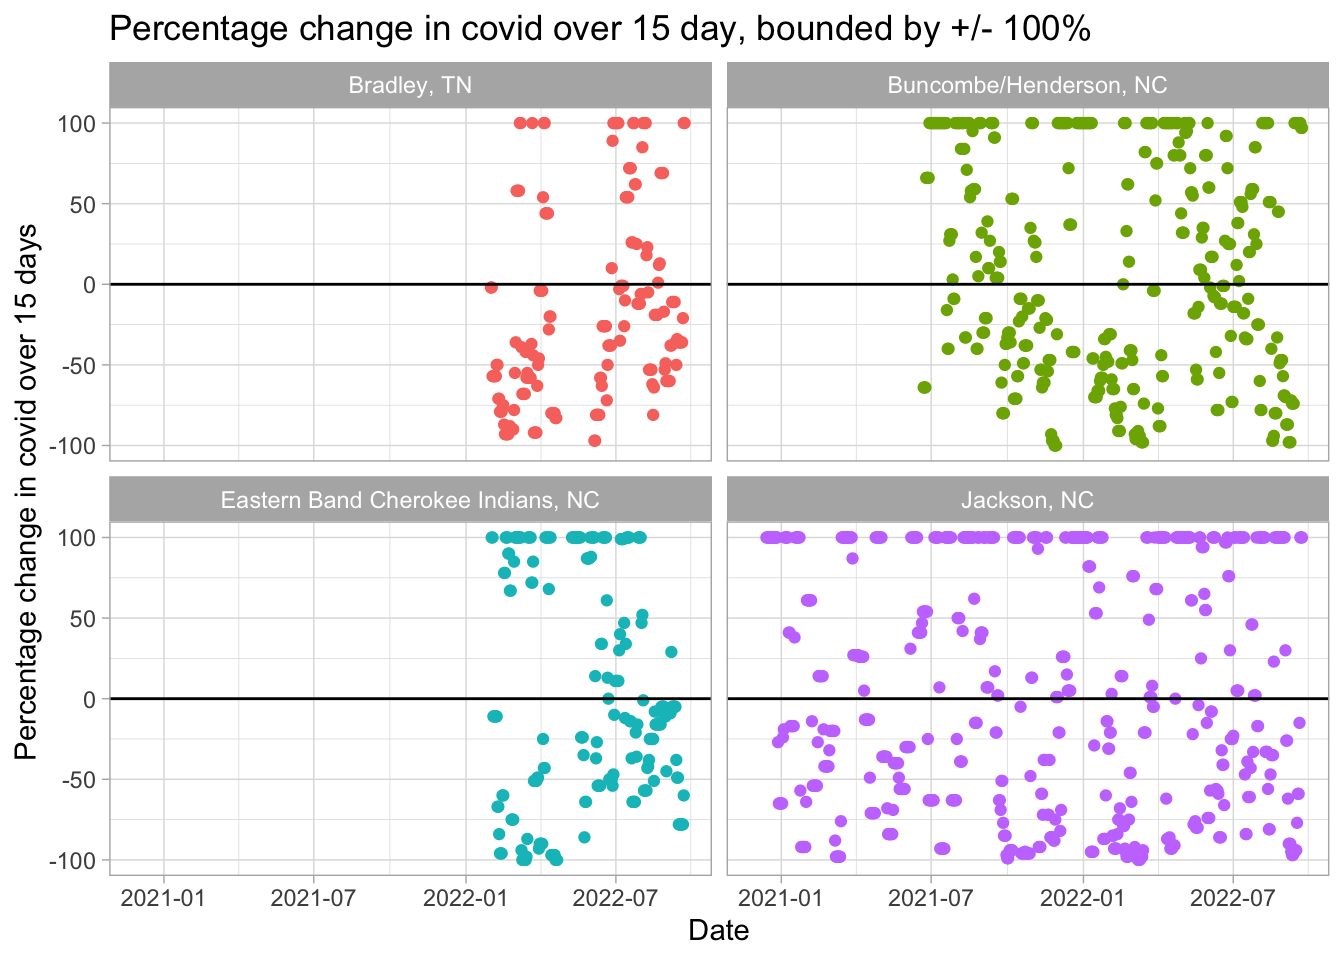 Percentage change in covid over 15 day, bounded by +/- 100%
Bradley, TN
Buncombe/Henderson, NC
100
50
0
-50
-100
Percentage change in covid over 15 days
Eastern Band Cherokee Indians, NC
Jackson, NC
100
50
0
-50
-100
2021-01 2021-07 2022-01 2022-07 2021-01 2021-07 2022-01 2022-07
Date